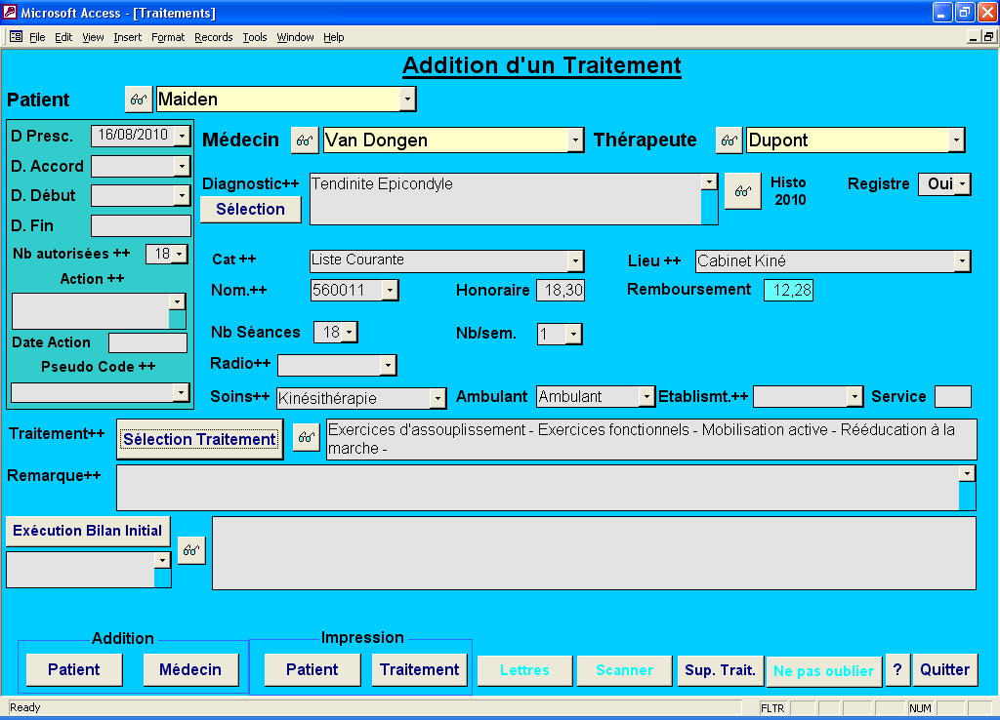 Microsoft Access - [Traitements]
File Edit View Insert Format Records Tools Window Help
Addition d'un Traitement
Patient Maiden
D Presc. 16/08/2010
Médecin Van Dongen Thérapeute Dupont
D. Accord
D. Début
D. Fin
Nb autorisées ++ 18
Action ++
Date Action
Pseudo Code ++
Diagnostic++ Tendinite Epicondyle
Sélection
Histo
2010
Registre Oui
Cat ++ Liste Courante Lieu ++ Cabinet Kiné
Nom.++ 560011 Honoraire 18,30 Remboursement 12,28
Nb Séances 18 Nb/sem. 1
Radio++
Soins++ Kinésithérapie Ambulant Ambulant Etablismt.++ Service
Traitement++ Sélection Traitement
Exercices d'assouplissement - Exercices fonctionnels - Mobilisation active - Rééducation à la
marche -
Remarque++
Exécution Bilan Initial
Addition Impression
Patient Médecin Patient Traitement Lettres Scanner Sup. Trait. Ne pas oublier ? Quitter
Ready FLTR NUM